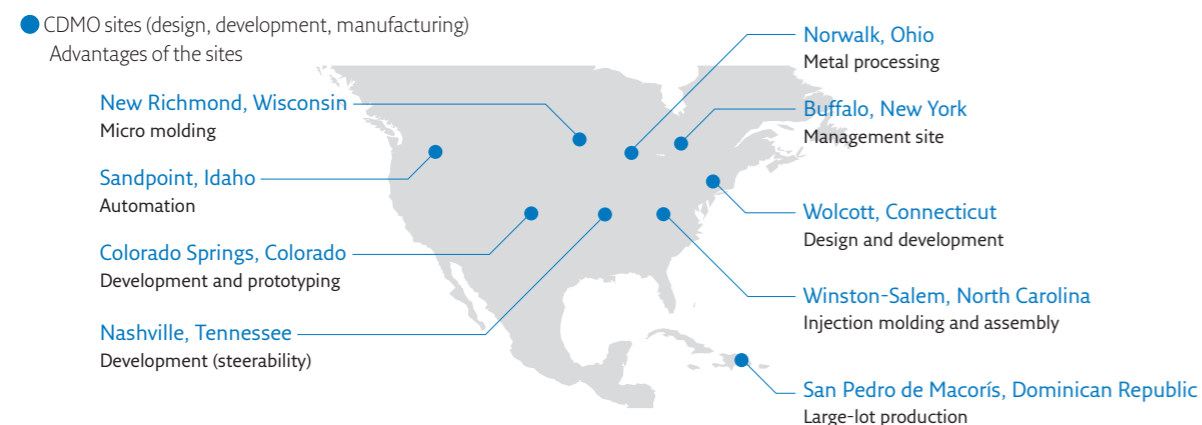 CDMO sites (design, development, manufacturing)
Advantages of the sites
New Richmond, Wisconsin
Micro molding
Sandpoint, Idaho
Automation
Colorado Springs, Colorado
Development and prototyping
Nashville, Tennessee
Development (steerability)
Norwalk, Ohio
Metal processing
Buffalo, New York
Management site
Wolcott, Connecticut
Design and development
Winston-Salem, North Carolina
Injection molding and assembly
San Pedro de Macorís, Dominican Republic
Large-lot production